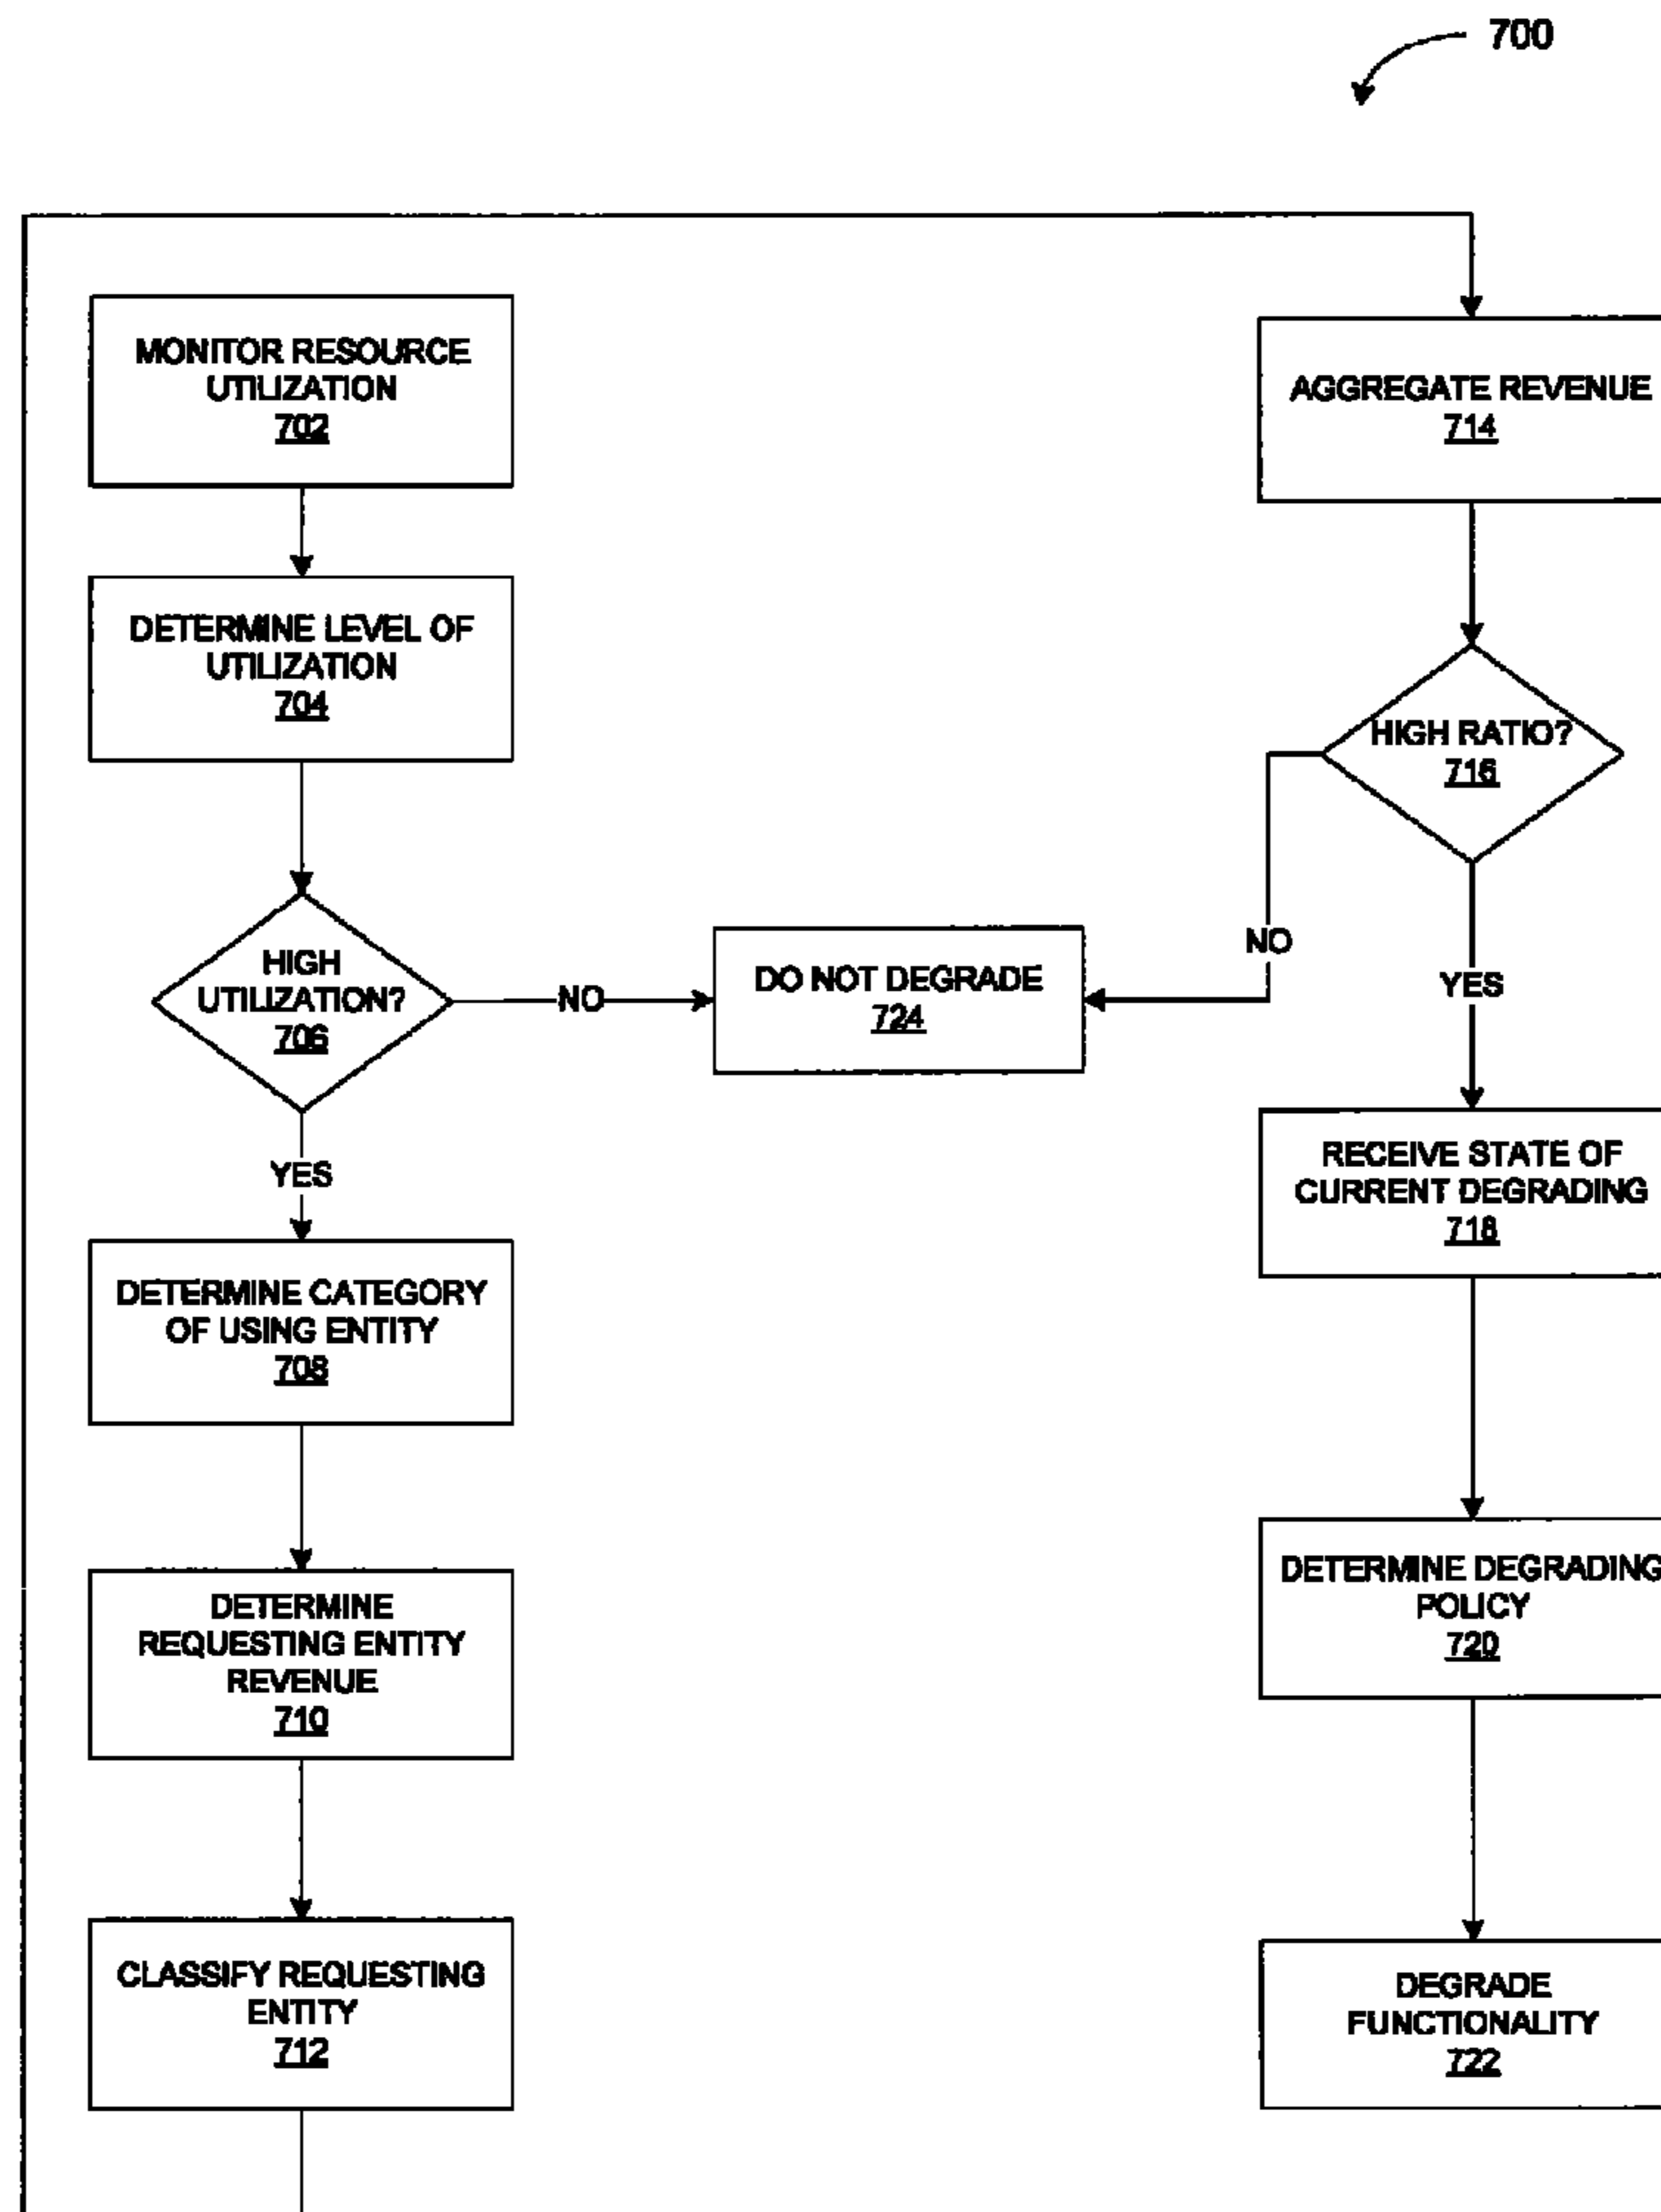 700
MONITOR RESOURCE
UTILIZATION
702
DETERMINE LEVEL OF
UTILIZATION
704
HIGH
UTILIZATION?
706
NO
YES
DETERMINE CATEGORY
OF USING ENTITY
708
DETERMINE
REQUESTING ENTITY
REVENUE
710
CLASSIFY REQUESTING
ENTITY
712
DO NOT DEGRADE
724
AGGREGATE REVENUE
714
HIGH RATIO?
716
NO
YES
RECEIVE STATE OF
CURRENT DEGRADING
718
DETERMINE DEGRADING
POLICY
720
DEGRADE
FUNCTIONALITY
722